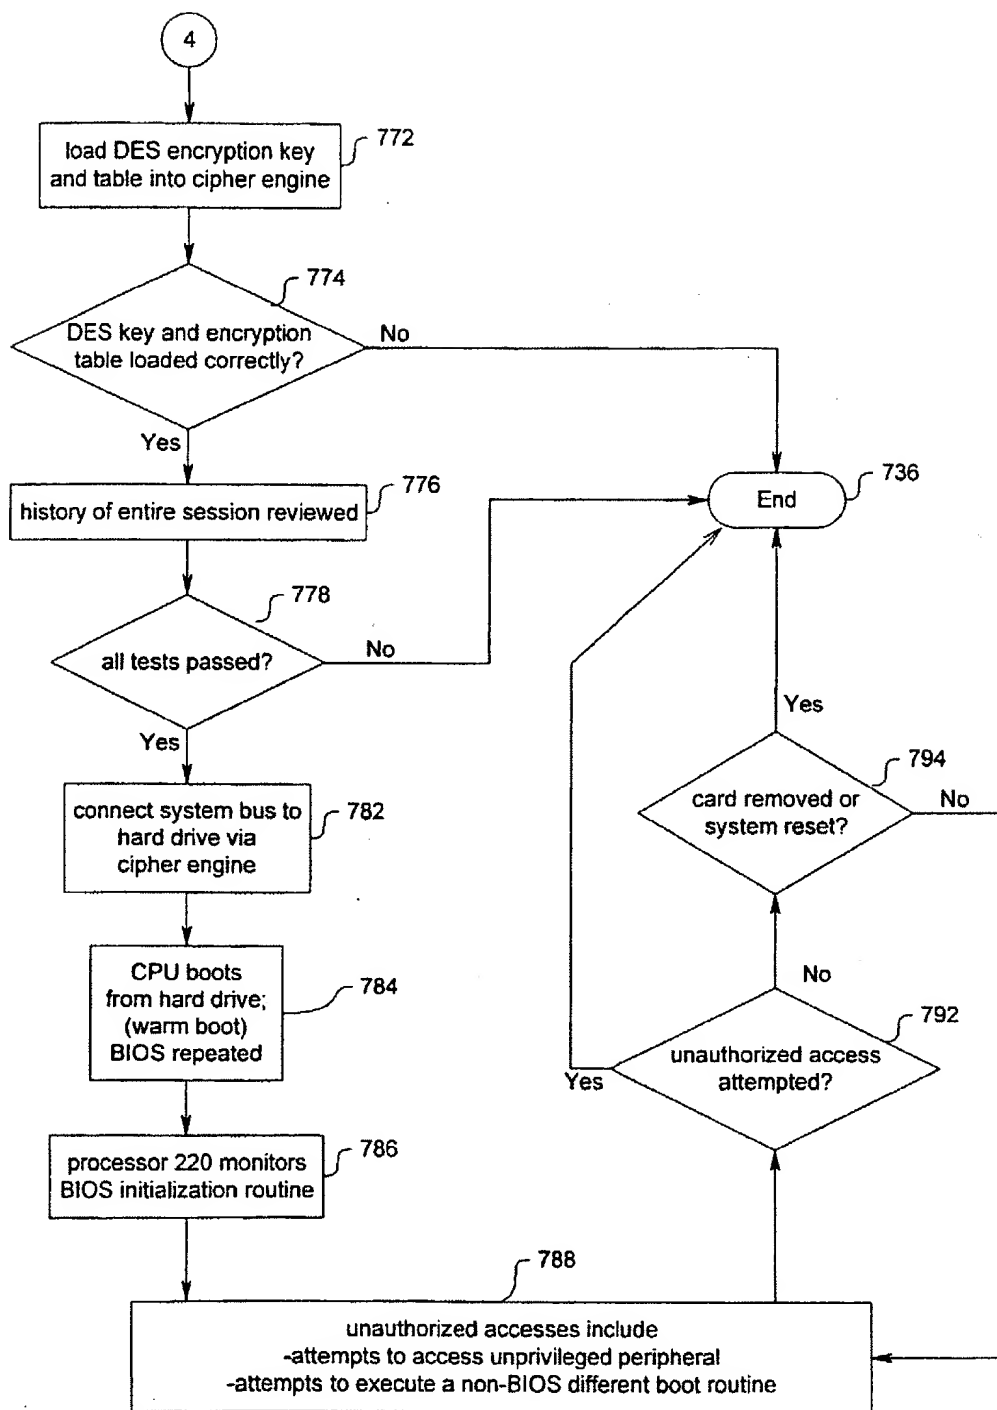 4
load DES encryption key
and table into cipher engine
772
DES key and encryption
table loaded correctly?
774
No
Yes
history of entire session reviewed
776
End
736
all tests passed?
778
No
Yes
connect system bus to
hard drive via
cipher engine
782
card removed or
system reset?
794
Yes
No
CPU boots
from hard drive;
(warm boot)
BIOS repeated
784
No
unauthorized access
attempted?
792
Yes
processor 220 monitors
BIOS initialization routine
786
788
unauthorized accesses include
-attempts to access unprivileged peripheral
-attempts to execute a non-BIOS different boot routine